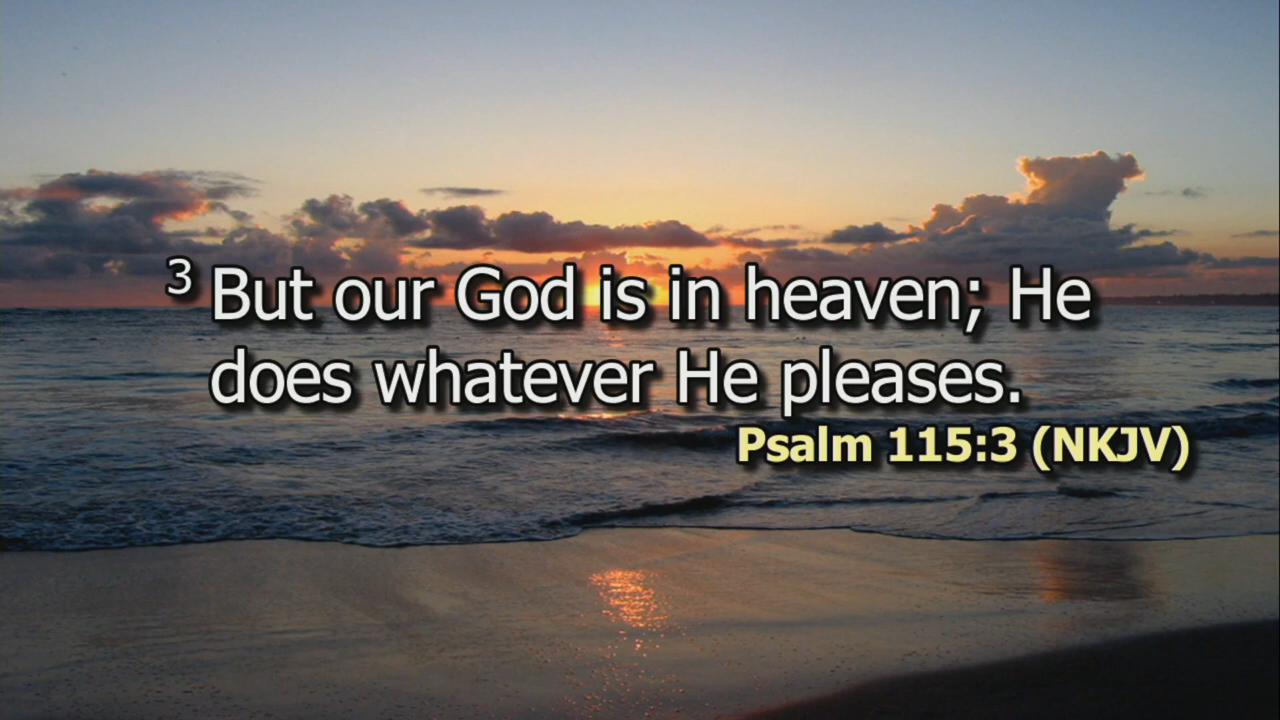 3 But our God is in heaven; He
does whatever He pleases.
Psalm 115:3 (NKJV)